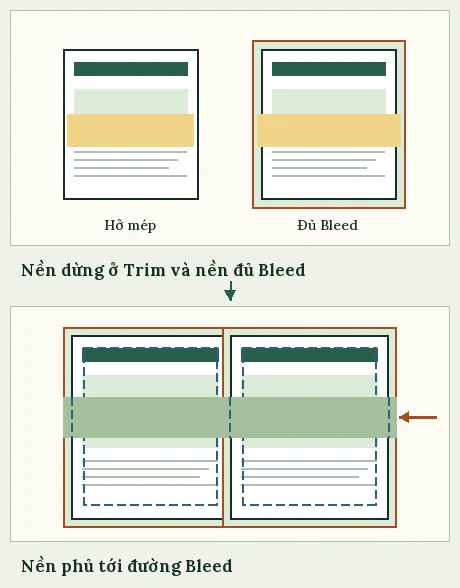 Hở mép
Đủ Bleed
Nền dừng ở Trim và nền đủ Bleed
Nền phủ tới đường Bleed